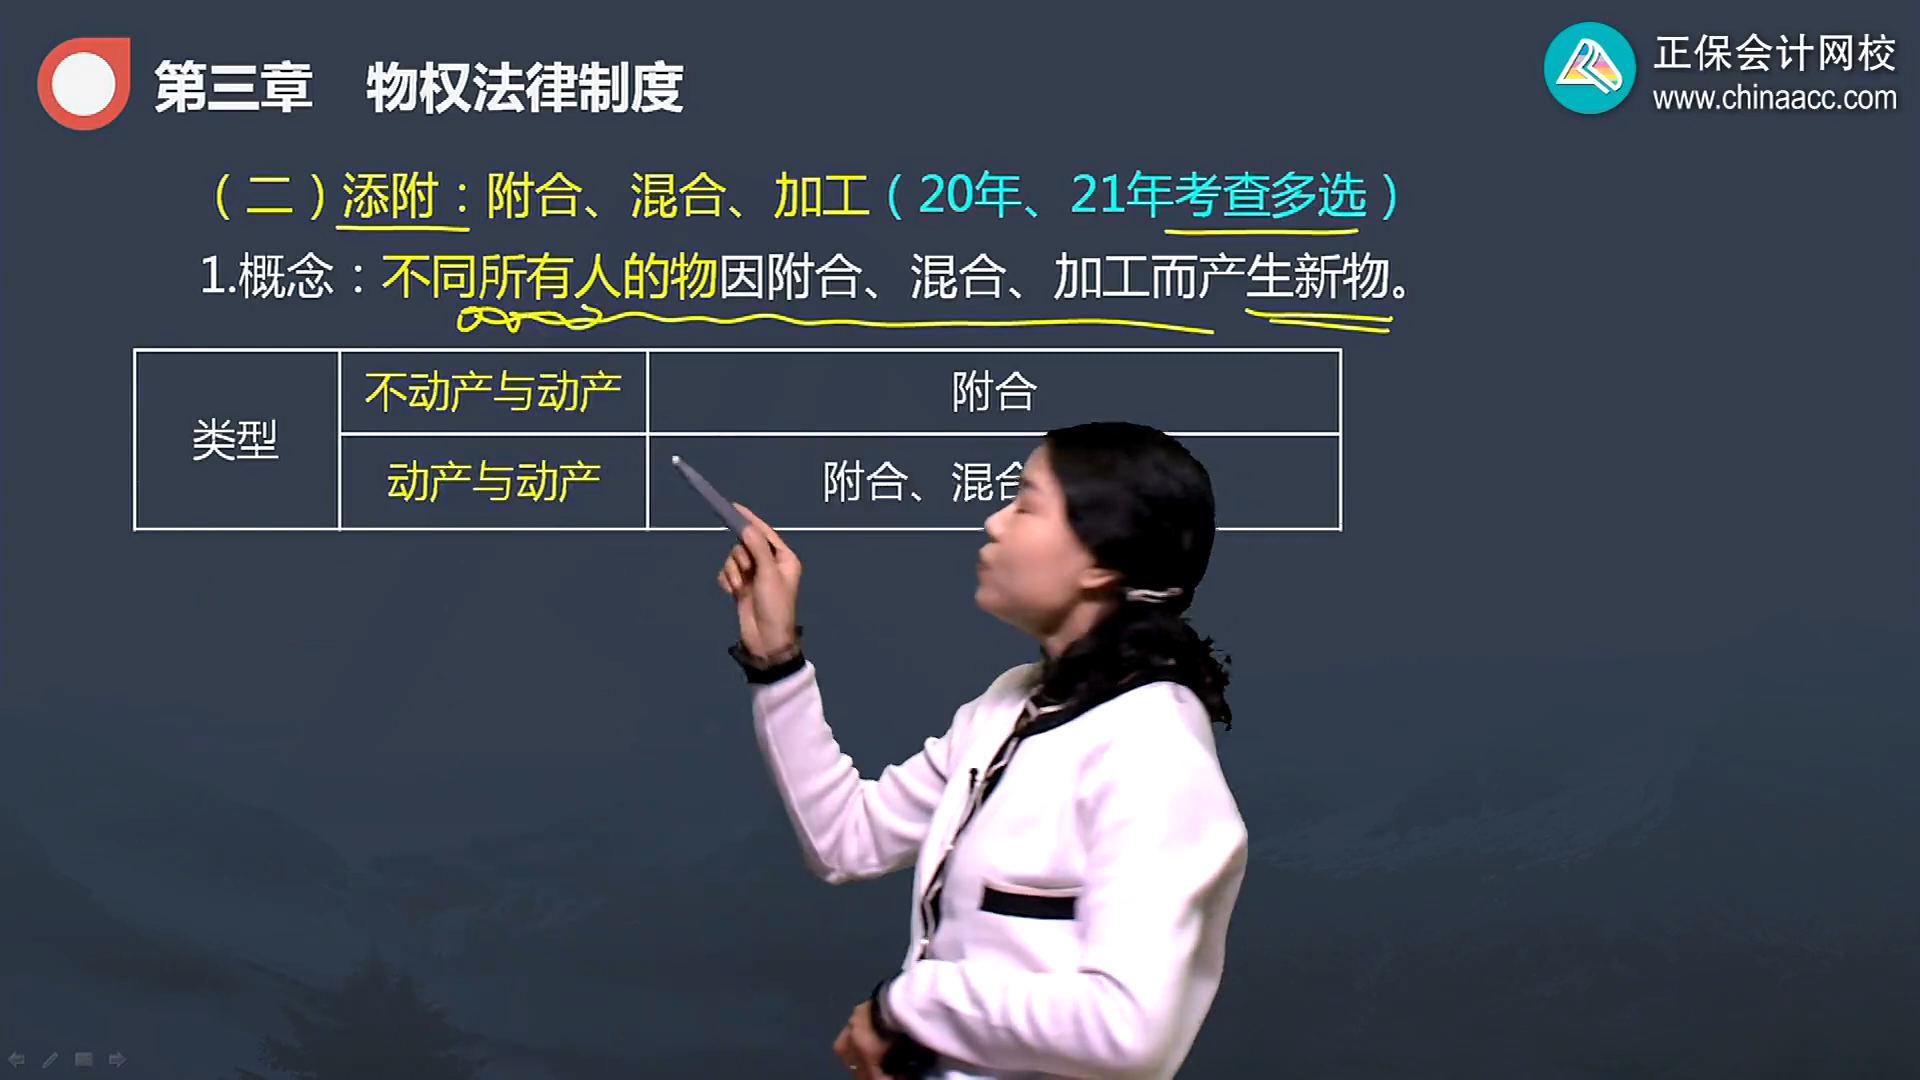 第三章 物权法律制度
正保会计网校
www.chinaacc.com
（二）添附：附合、混合、加工（20年、21年考查多选）
1.概念：不同所有人的物因附合、混合、加工而产生新物。
类型
不动产与动产
附合
动产与动产
附合、混合